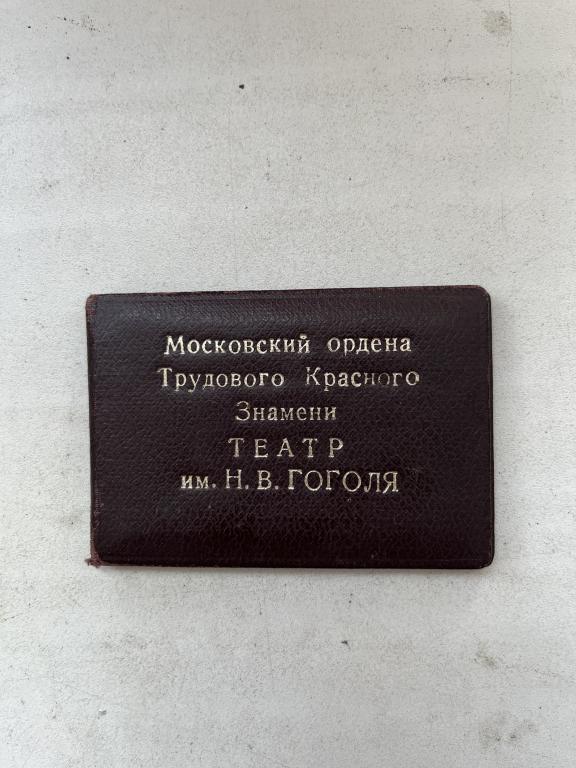 Московский ордена
Трудового Красного
Знамени
ТЕАТР
им. Н. В. ГОГОЛЯ